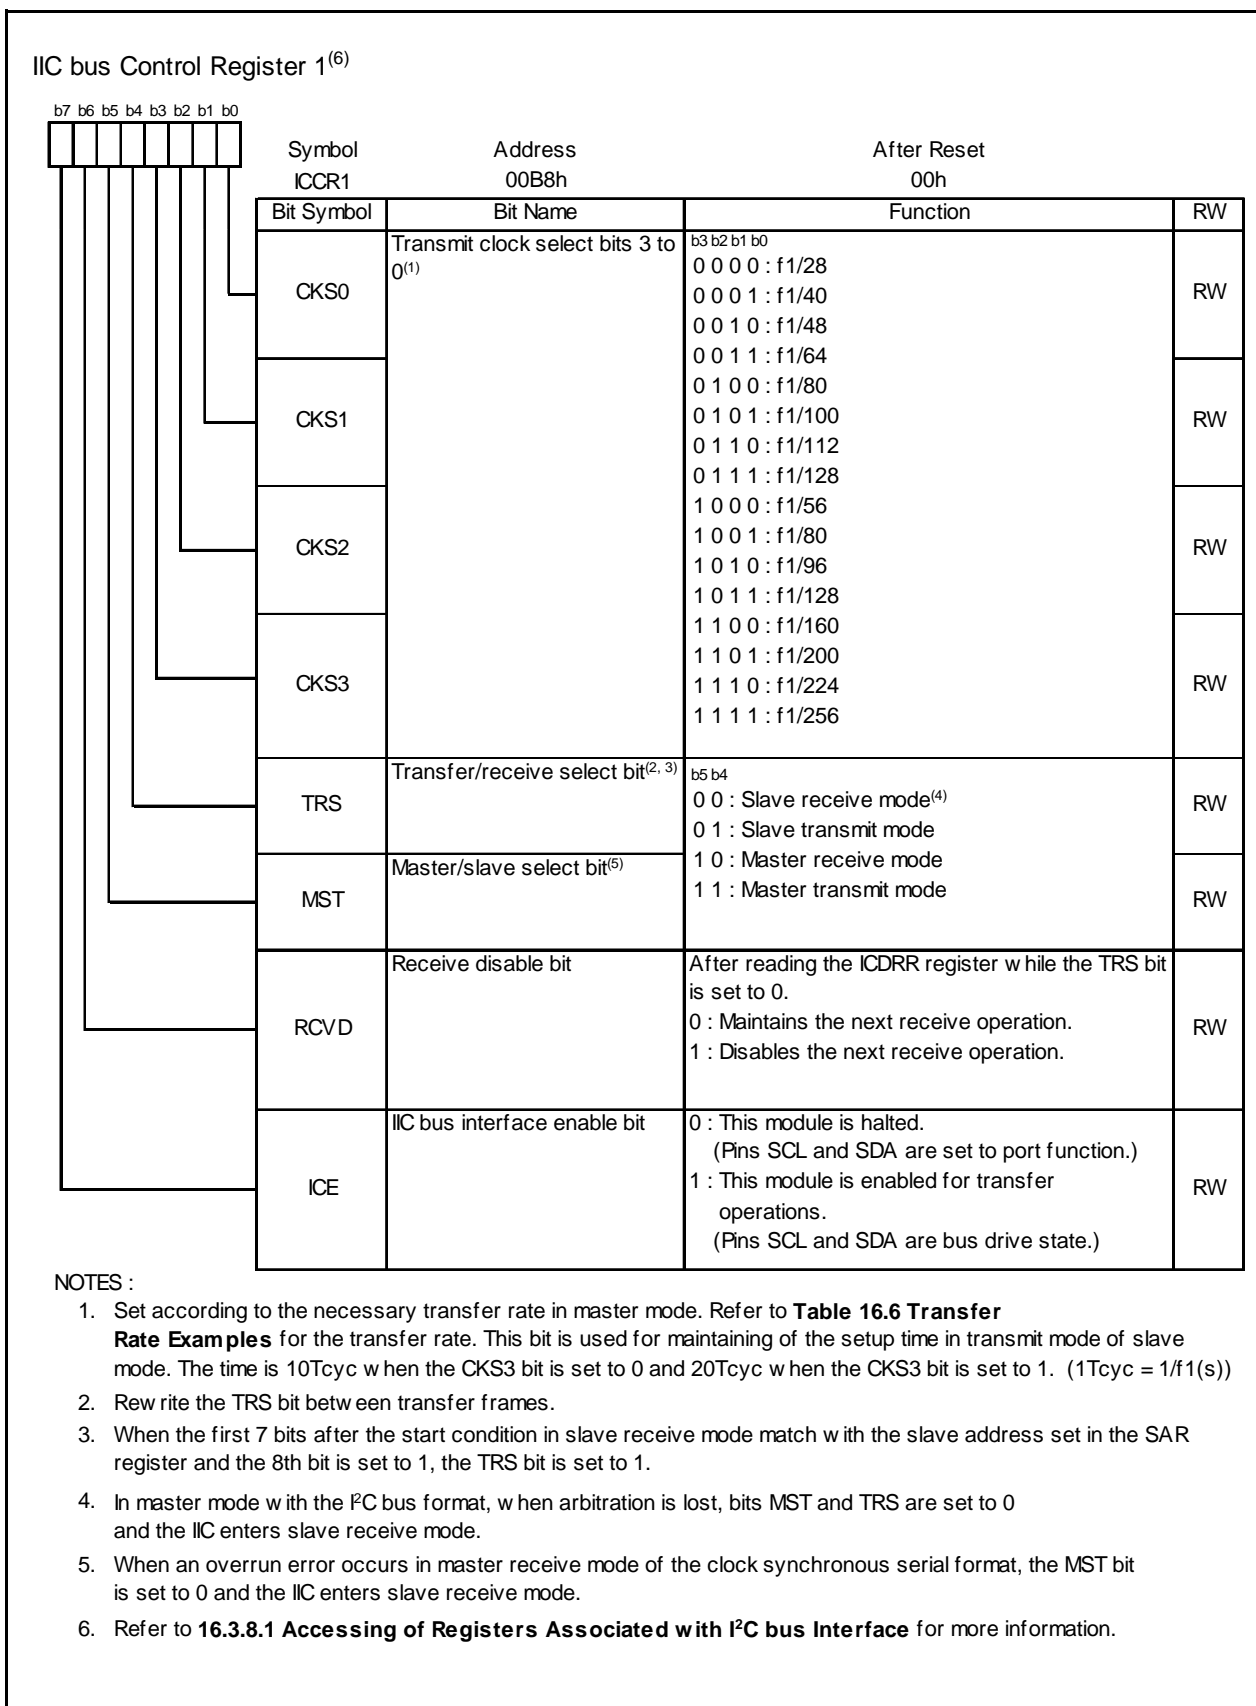 IIC bus Control Register 1(6)
b7 b6 b5 b4 b3 b2 b1 b0
Symbol Address After Reset
ICCR1 00B8h 00h
Bit Symbol Bit Name Function RW
CKS0 RW
Transmit clock select bits 3 to
0(1)
b3 b2 b1 b0
0 0 0 0 : f1/28
0 0 0 1 : f1/40
0 0 1 0 : f1/48
0 0 1 1 : f1/64
0 1 0 0 : f1/80
0 1 0 1 : f1/100
0 1 1 0 : f1/112
0 1 1 1 : f1/128
1 0 0 0 : f1/56
1 0 0 1 : f1/80
1 0 1 0 : f1/96
1 0 1 1 : f1/128
1 1 0 0 : f1/160
1 1 0 1 : f1/200
1 1 1 0 : f1/224
1 1 1 1 : f1/256
CKS1 RW
CKS2 RW
CKS3 RW
TRS RW
Transfer/receive select bit(2, 3)
b5 b4
0 0 : Slave receive mode(4)
0 1 : Slave transmit mode
1 0 : Master receive mode
1 1 : Master transmit mode
MST RW
Master/slave select bit(5)
RCVD RW
Receive disable bit
After reading the ICDRR register while the TRS bit
is set to 0.
0 : Maintains the next receive operation.
1 : Disables the next receive operation.
ICE RW
IIC bus interface enable bit
0 : This module is halted.
(Pins SCL and SDA are set to port function.)
1 : This module is enabled for transfer
operations.
(Pins SCL and SDA are bus drive state.)
NOTES :
1. Set according to the necessary transfer rate in master mode. Refer to Table 16.6 Transfer
Rate Examples for the transfer rate. This bit is used for maintaining of the setup time in transmit mode of slave
mode. The time is 10Tcyc when the CKS3 bit is set to 0 and 20Tcyc when the CKS3 bit is set to 1. (1Tcyc = 1/f1(s))
2. Rewrite the TRS bit between transfer frames.
3. When the first 7 bits after the start condition in slave receive mode match with the slave address set in the SAR
register and the 8th bit is set to 1, the TRS bit is set to 1.
4. In master mode with the I²C bus format, when arbitration is lost, bits MST and TRS are set to 0
and the IIC enters slave receive mode.
5. When an overrun error occurs in master receive mode of the clock synchronous serial format, the MST bit
is set to 0 and the IIC enters slave receive mode.
6. Refer to 16.3.8.1 Accessing of Registers Associated with I²C bus Interface for more information.